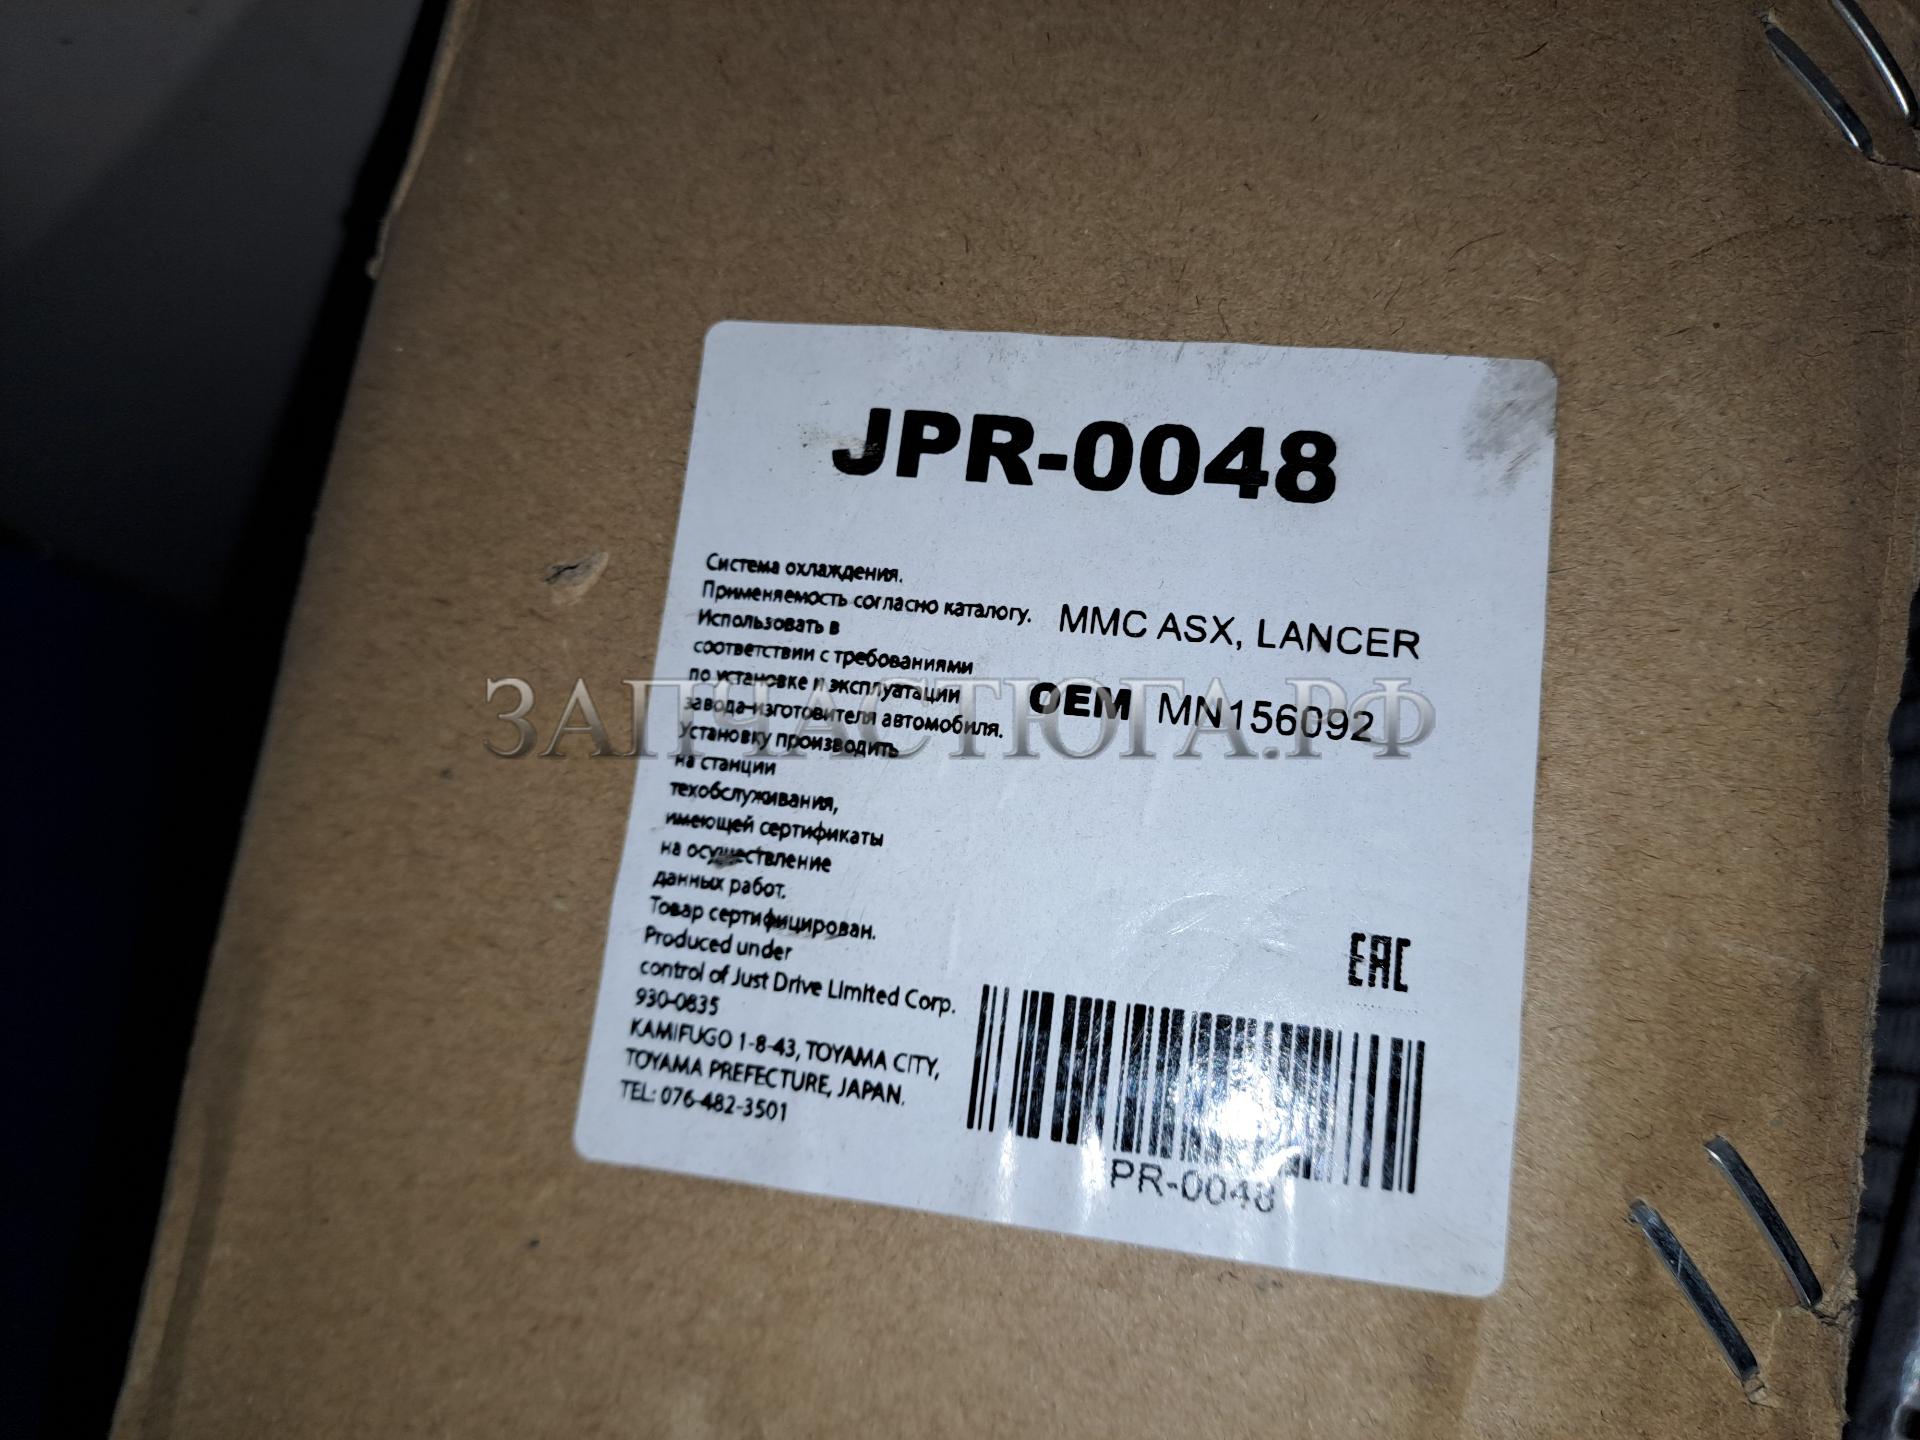 JPR-0048
Система охлаждения.
Применяемость согласно каталогу.
Использовать в
соответствии с требованиями
по установке и эксплуатации
завода-изготовителя автомобиля.
Установку производить
на станции
техобслуживания,
имеющей сертификаты
на осуществление
данных работ.
Товар сертифицирован.
Produced under
control of Just Drive Limited Corp.
930-0835
KAMIFUGO 1-8-43, TOYAMA CITY,
TOYAMA PREFECTURE, JAPAN.
TEL: 076-482-3501
MMC ASX, LANCER
OEM MN156092
ЗАПЧАСТЮГА.РФ
EAC
PR-0048